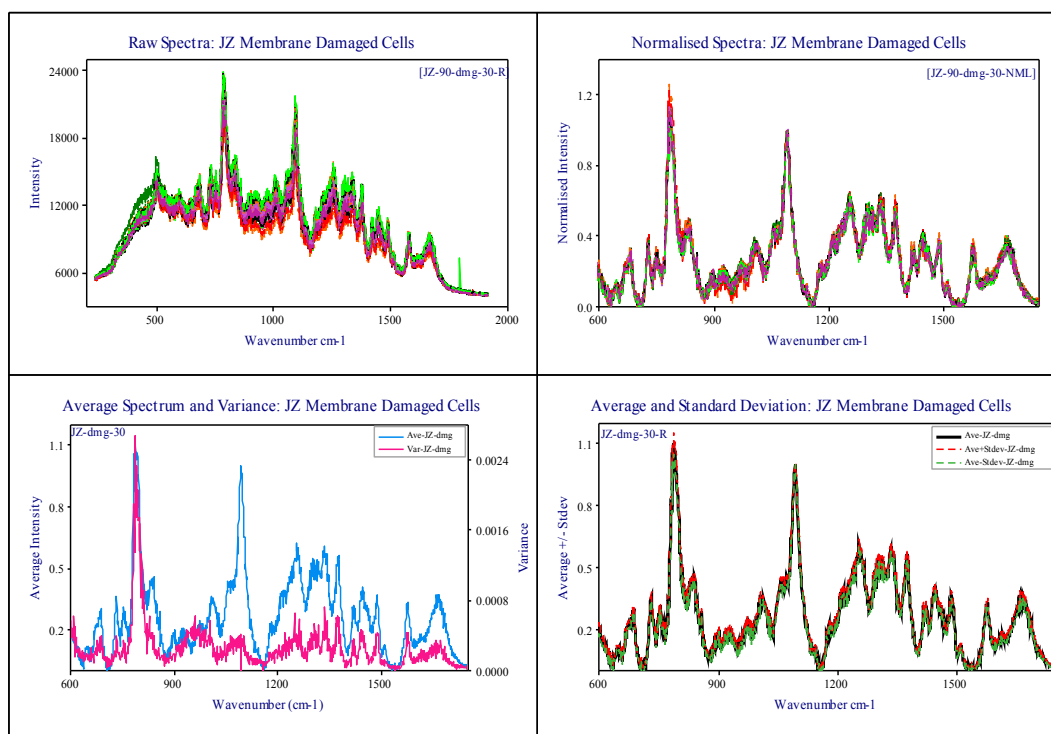 Raw Spectra: JZ Membrane Damaged Cells
[JZ-90-dmg-30-R]
24000
18000
12000
6000
Intensity
500
1000
1500
2000
Wavenumber cm-1
Normalised Spectra: JZ Membrane Damaged Cells
[JZ-90-dmg-30-NML]
1.2
0.8
0.4
0.0
Normalised Intensity
600
900
1200
1500
Wavenumber cm-1
Average Spectrum and Variance: JZ Membrane Damaged Cells
JZ-dmg-30
Ave-JZ-dmg
Var-JZ-dmg
1.1
0.8
0.5
0.2
Average Intensity
0.0024
0.0016
0.0008
0.0000
Variance
600
900
1200
1500
Wavenumber (cm-1)
Average and Standard Deviation: JZ Membrane Damaged Cells
JZ-dmg-30-R
Ave-JZ-dmg
Ave+Stdev-JZ-dmg
Ave-Stdev-JZ-dmg
1.1
0.8
0.5
0.2
Average +/- Stdev
600
900
1200
1500
Wavenumber cm-1